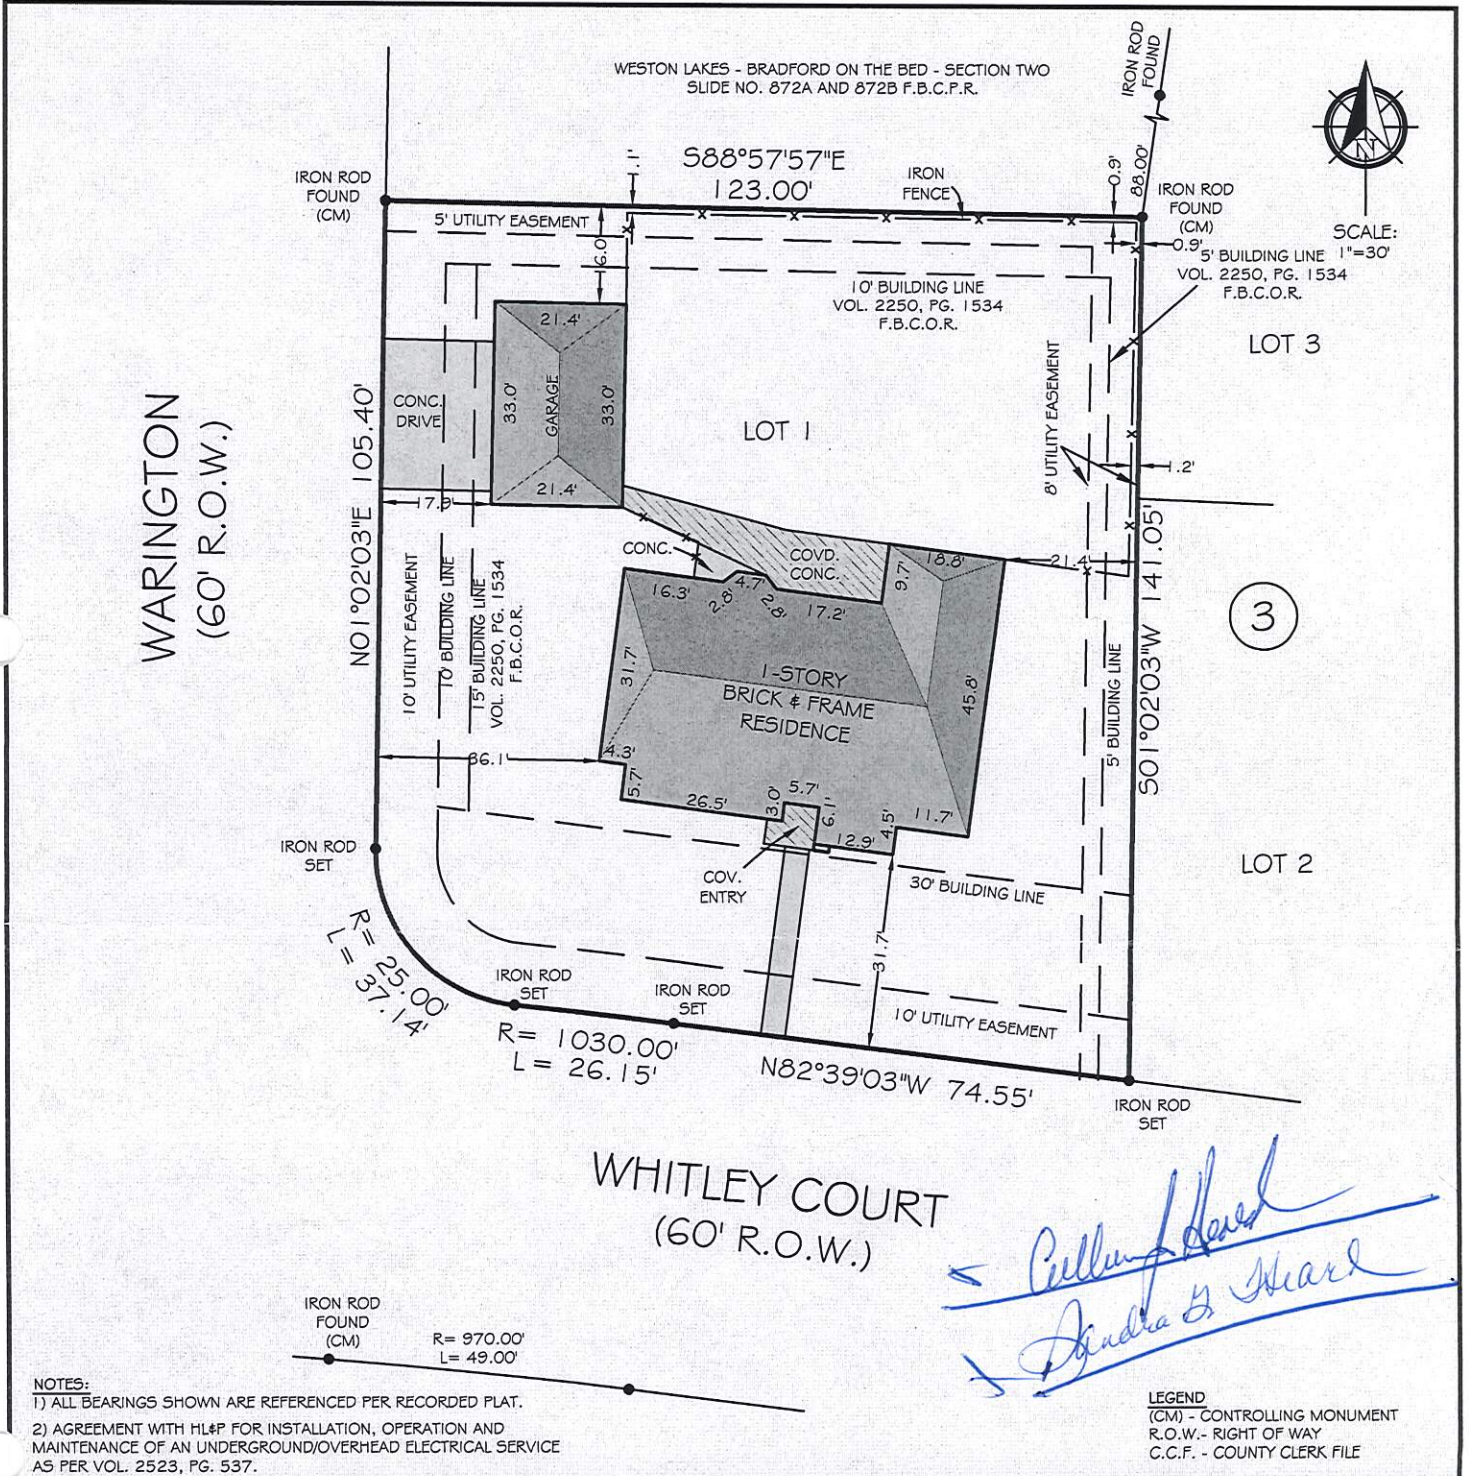 WESTON LAKES - BRADFORD ON THE BED - SECTION TWO
SLIDE NO. 872A AND 872B F.B.C.P.R.
IRON ROD
FOUND
88.00'
N
SCALE:
1"=30'
S88°57'57"E
123.00'
1.1'
IRON
FENCE
0.9'
IRON ROD
FOUND
(CM)
IRON ROD
FOUND
(CM)
0.9'
5' UTILITY EASEMENT
16.0'
5' BUILDING LINE
VOL. 2250, PG. 1534
F.B.C.O.R.
10' BUILDING LINE
VOL. 2250, PG. 1534
F.B.C.O.R.
LOT 3
21.4'
33.0'
GARAGE
33.0'
21.4'
CONC.
DRIVE
17.9'
LOT 1
8' UTILITY EASEMENT
1.2'
WARINGTON
(60' R.O.W.)
N01°02'03"E 105.40'
10' UTILITY EASEMENT
10' BUILDING LINE
15' BUILDING LINE
VOL. 2250, PG. 1534
F.B.C.O.R.
CONC.
COVD.
CONC.
16.3'
2.8'
4.7'
2.8'
17.2'
9.7'
18.8'
21.4'
31.7'
1-STORY
BRICK & FRAME
RESIDENCE
45.8'
5' BUILDING LINE
S01°02'03"W 141.05'
3
36.1'
4.3'
5.7'
26.5'
3.0'
5.7'
6.1'
12.9'
4.5'
11.7'
COV.
ENTRY
30' BUILDING LINE
LOT 2
31.7'
IRON ROD
SET
R= 25.00'
L= 37.14'
IRON ROD
SET
IRON ROD
SET
10' UTILITY EASEMENT
R= 1030.00'
L= 26.15'
N82°39'03"W 74.55'
IRON ROD
SET
WHITLEY COURT
(60' R.O.W.)
Cullum J Heard
Sandra G Heard
IRON ROD
FOUND
(CM)
R= 970.00'
L= 49.00'
NOTES:
1) ALL BEARINGS SHOWN ARE REFERENCED PER RECORDED PLAT.
2) AGREEMENT WITH HL&P FOR INSTALLATION, OPERATION AND
MAINTENANCE OF AN UNDERGROUND/OVERHEAD ELECTRICAL SERVICE
AS PER VOL. 2523, PG. 537.
LEGEND
(CM) - CONTROLLING MONUMENT
R.O.W.- RIGHT OF WAY
C.C.F. - COUNTY CLERK FILE